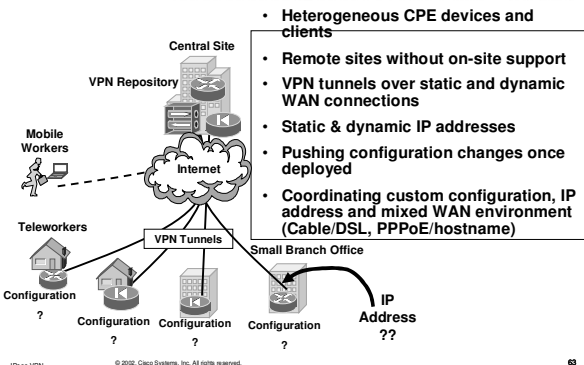 • Heterogeneous CPE devices and
clients
• Remote sites without on-site support
• VPN tunnels over static and dynamic
WAN connections
• Static & dynamic IP addresses
• Pushing configuration changes once
deployed
• Coordinating custom configuration, IP
address and mixed WAN environment
(Cable/DSL, PPPoE/hostname)
Central Site
VPN Repository
Mobile
Workers
Internet
Teleworkers
VPN Tunnels
Small Branch Office
Configuration
?
Configuration
?
Configuration
?
Configuration
?
IP
Address
??
IPsec VPN
© 2002, Cisco Systems, Inc. All rights reserved.
63